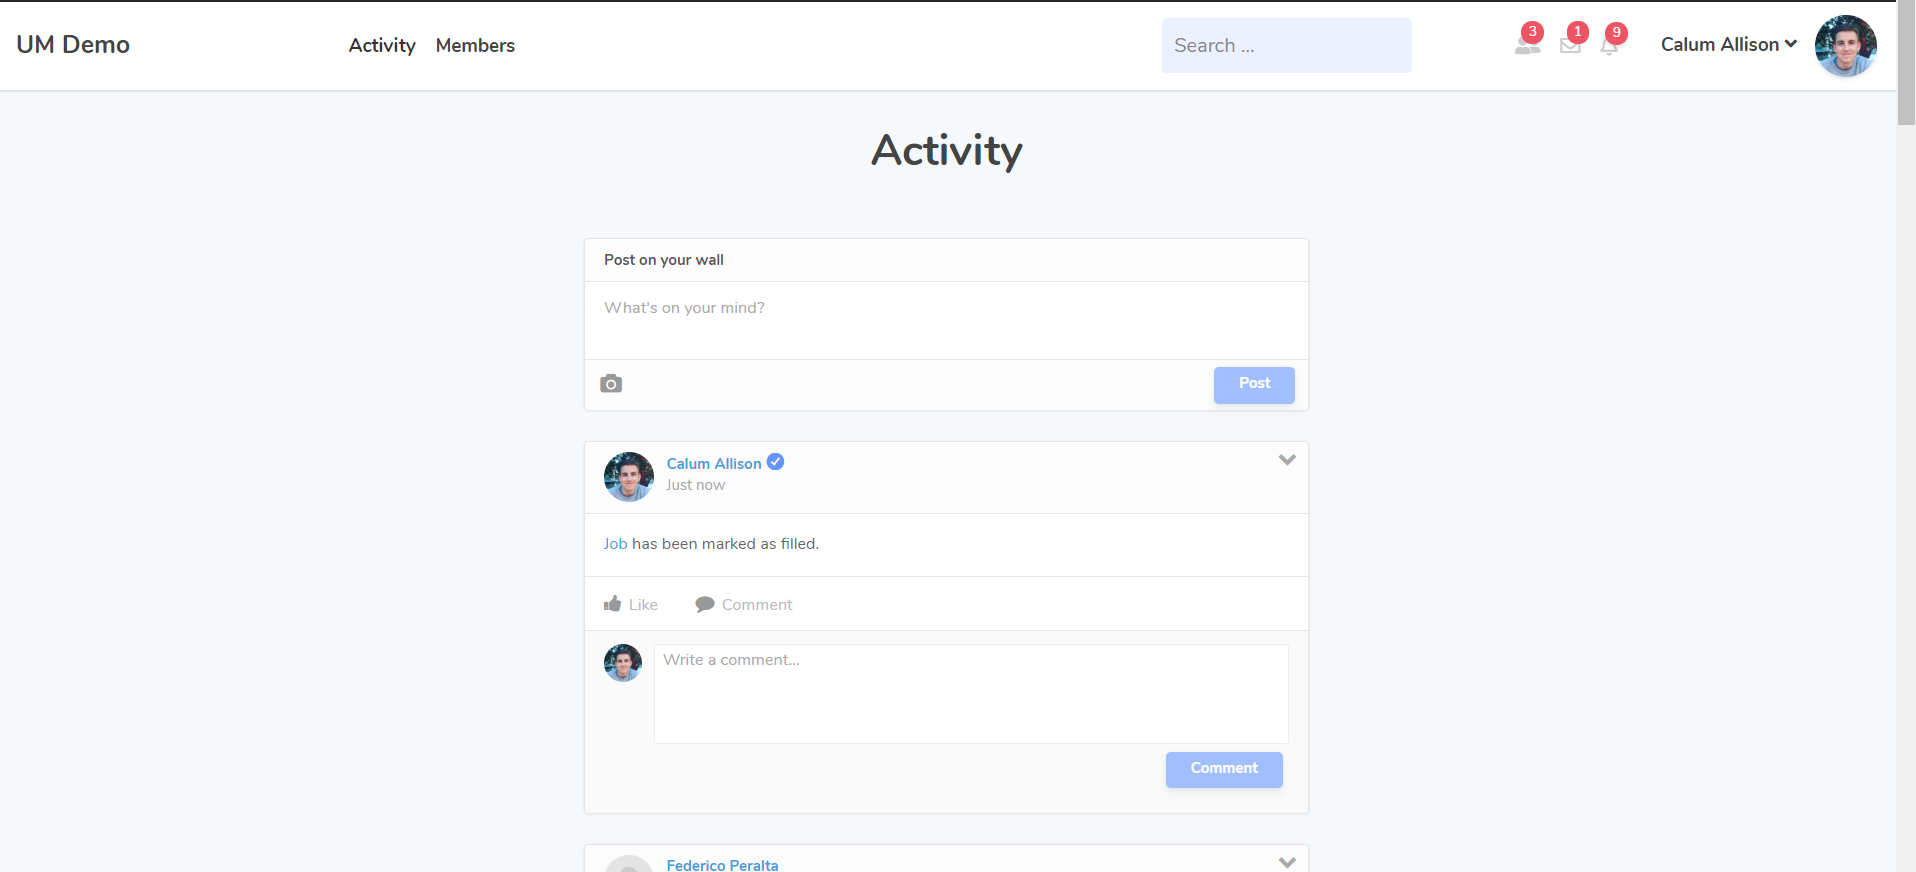 UM Demo
Activity Members
Search ...
3 1 9
Calum Allison
Activity
Post on your wall
What's on your mind?
Post
Calum Allison
Just now
Job has been marked as filled.
Like Comment
Write a comment...
Comment
Federico Peralta